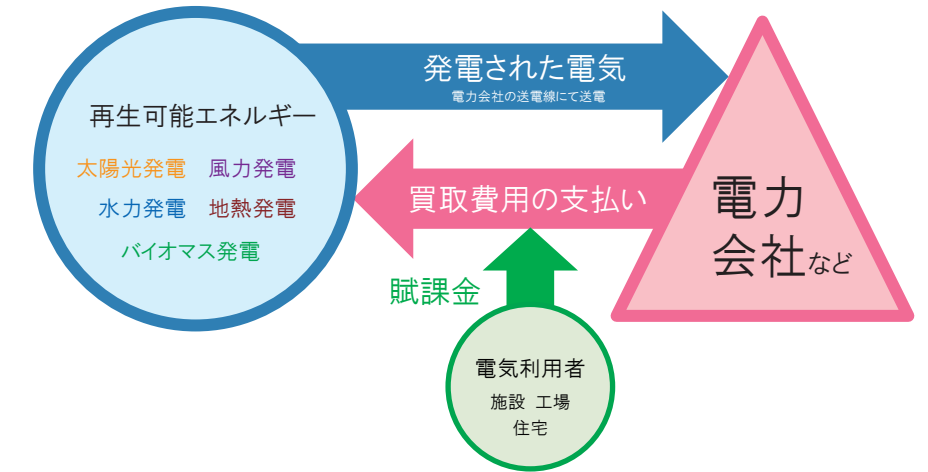 発電された電気
電力会社の送電線にて送電
再生可能エネルギー
太陽光発電 風力発電
水力発電 地熱発電
バイオマス発電
買取費用の支払い
電力
会社など
賦課金
電気利用者
施設 工場
住宅